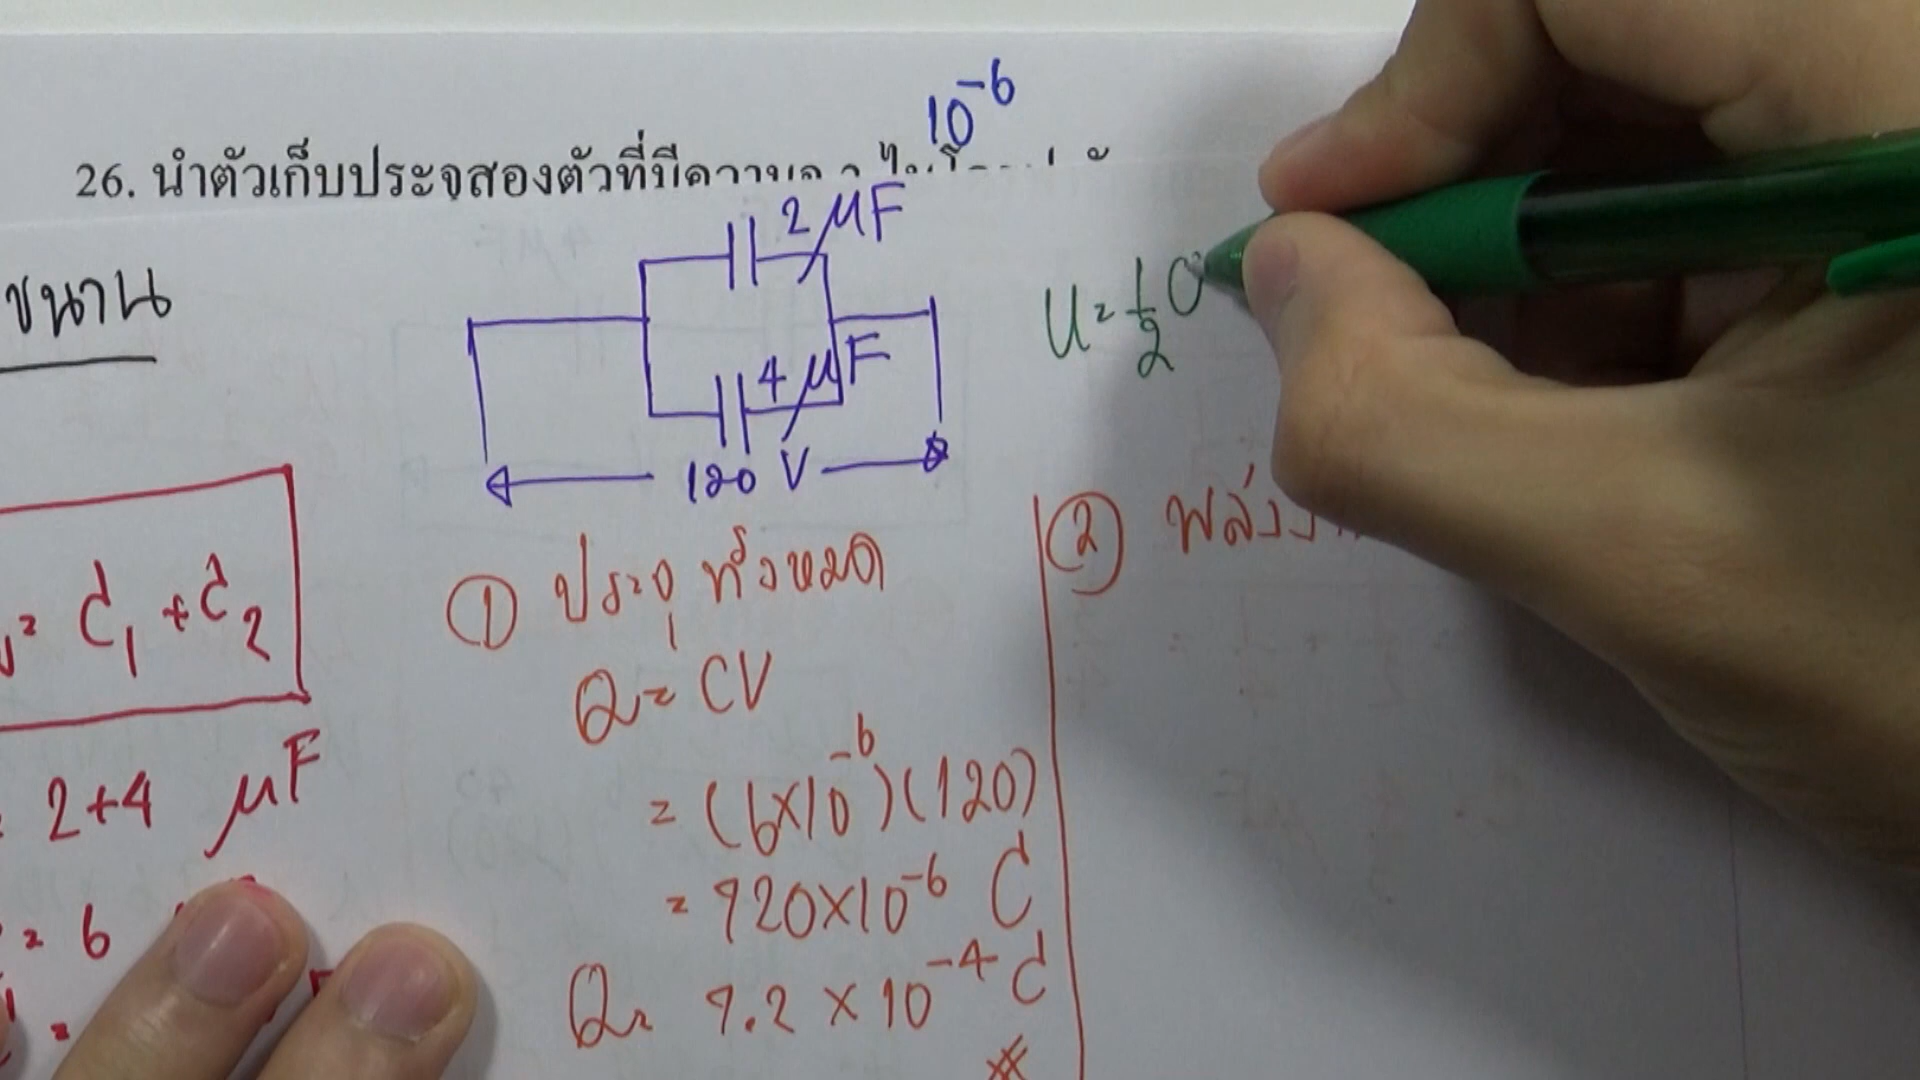 10⁻⁶
26. นำตัวเก็บประจุสองตัวที่มีความจุ
2 μF
ขนาน
U = 1/2
4 μF
120 V
② พลังง
① ประจุ ทั้งหมด
= C₁ + C₂
Q = CV
= 2+4 μF
= (6×10⁻⁶)(120)
= 6
= 720×10⁻⁶ C
Q = 7.2 × 10⁻⁴ C